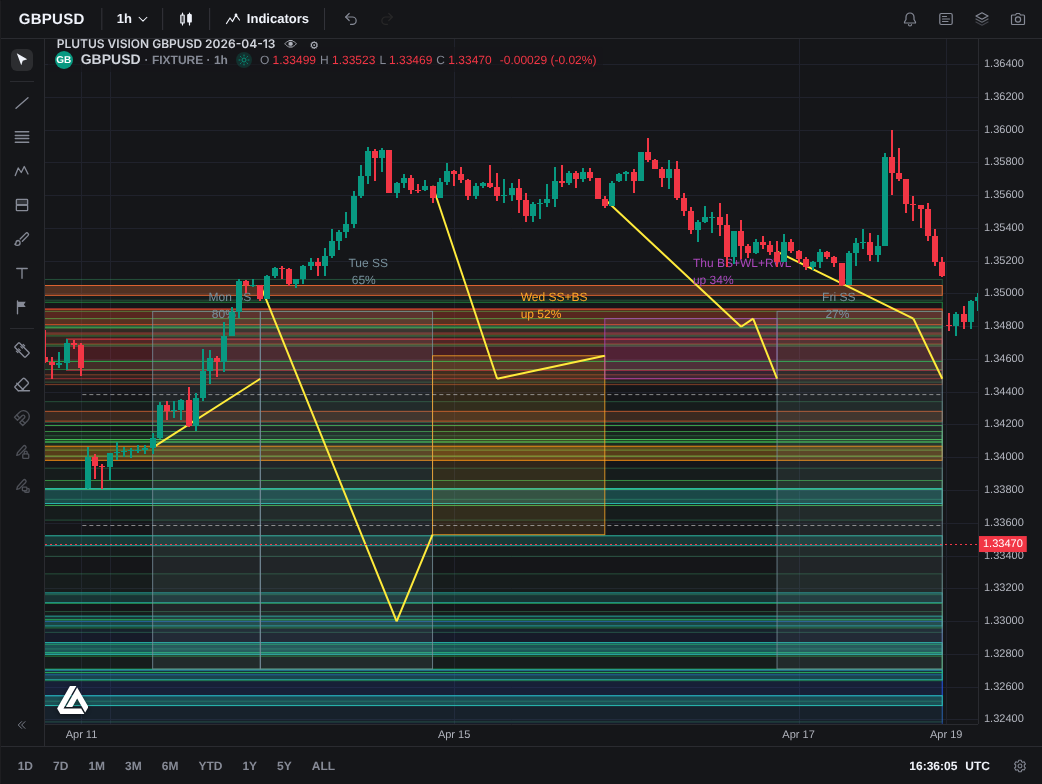 GBPUSD 1h Indicators
PLUTUS VISION GBPUSD 2026-04-13
GB GBPUSD · FIXTURE · 1h O 1.33499 H 1.33523 L 1.33469 C 1.33470 -0.00029 (-0.02%)
1.36400
1.36200
1.36000
1.35800
1.35600
1.35400
1.35200
1.35000
1.34800
1.34600
1.34400
1.34200
1.34000
1.33800
1.33600
1.33470
1.33400
1.33200
1.33000
1.32800
1.32600
1.32400
Mon SS
80%
Tue SS
65%
Wed SS+BS
up 52%
Thu BS+WL+RWL
up 34%
Fri SS
27%
Apr 11 Apr 15 Apr 17 Apr 19
1D 7D 1M 3M 6M YTD 1Y 5Y ALL 16:36:05 UTC